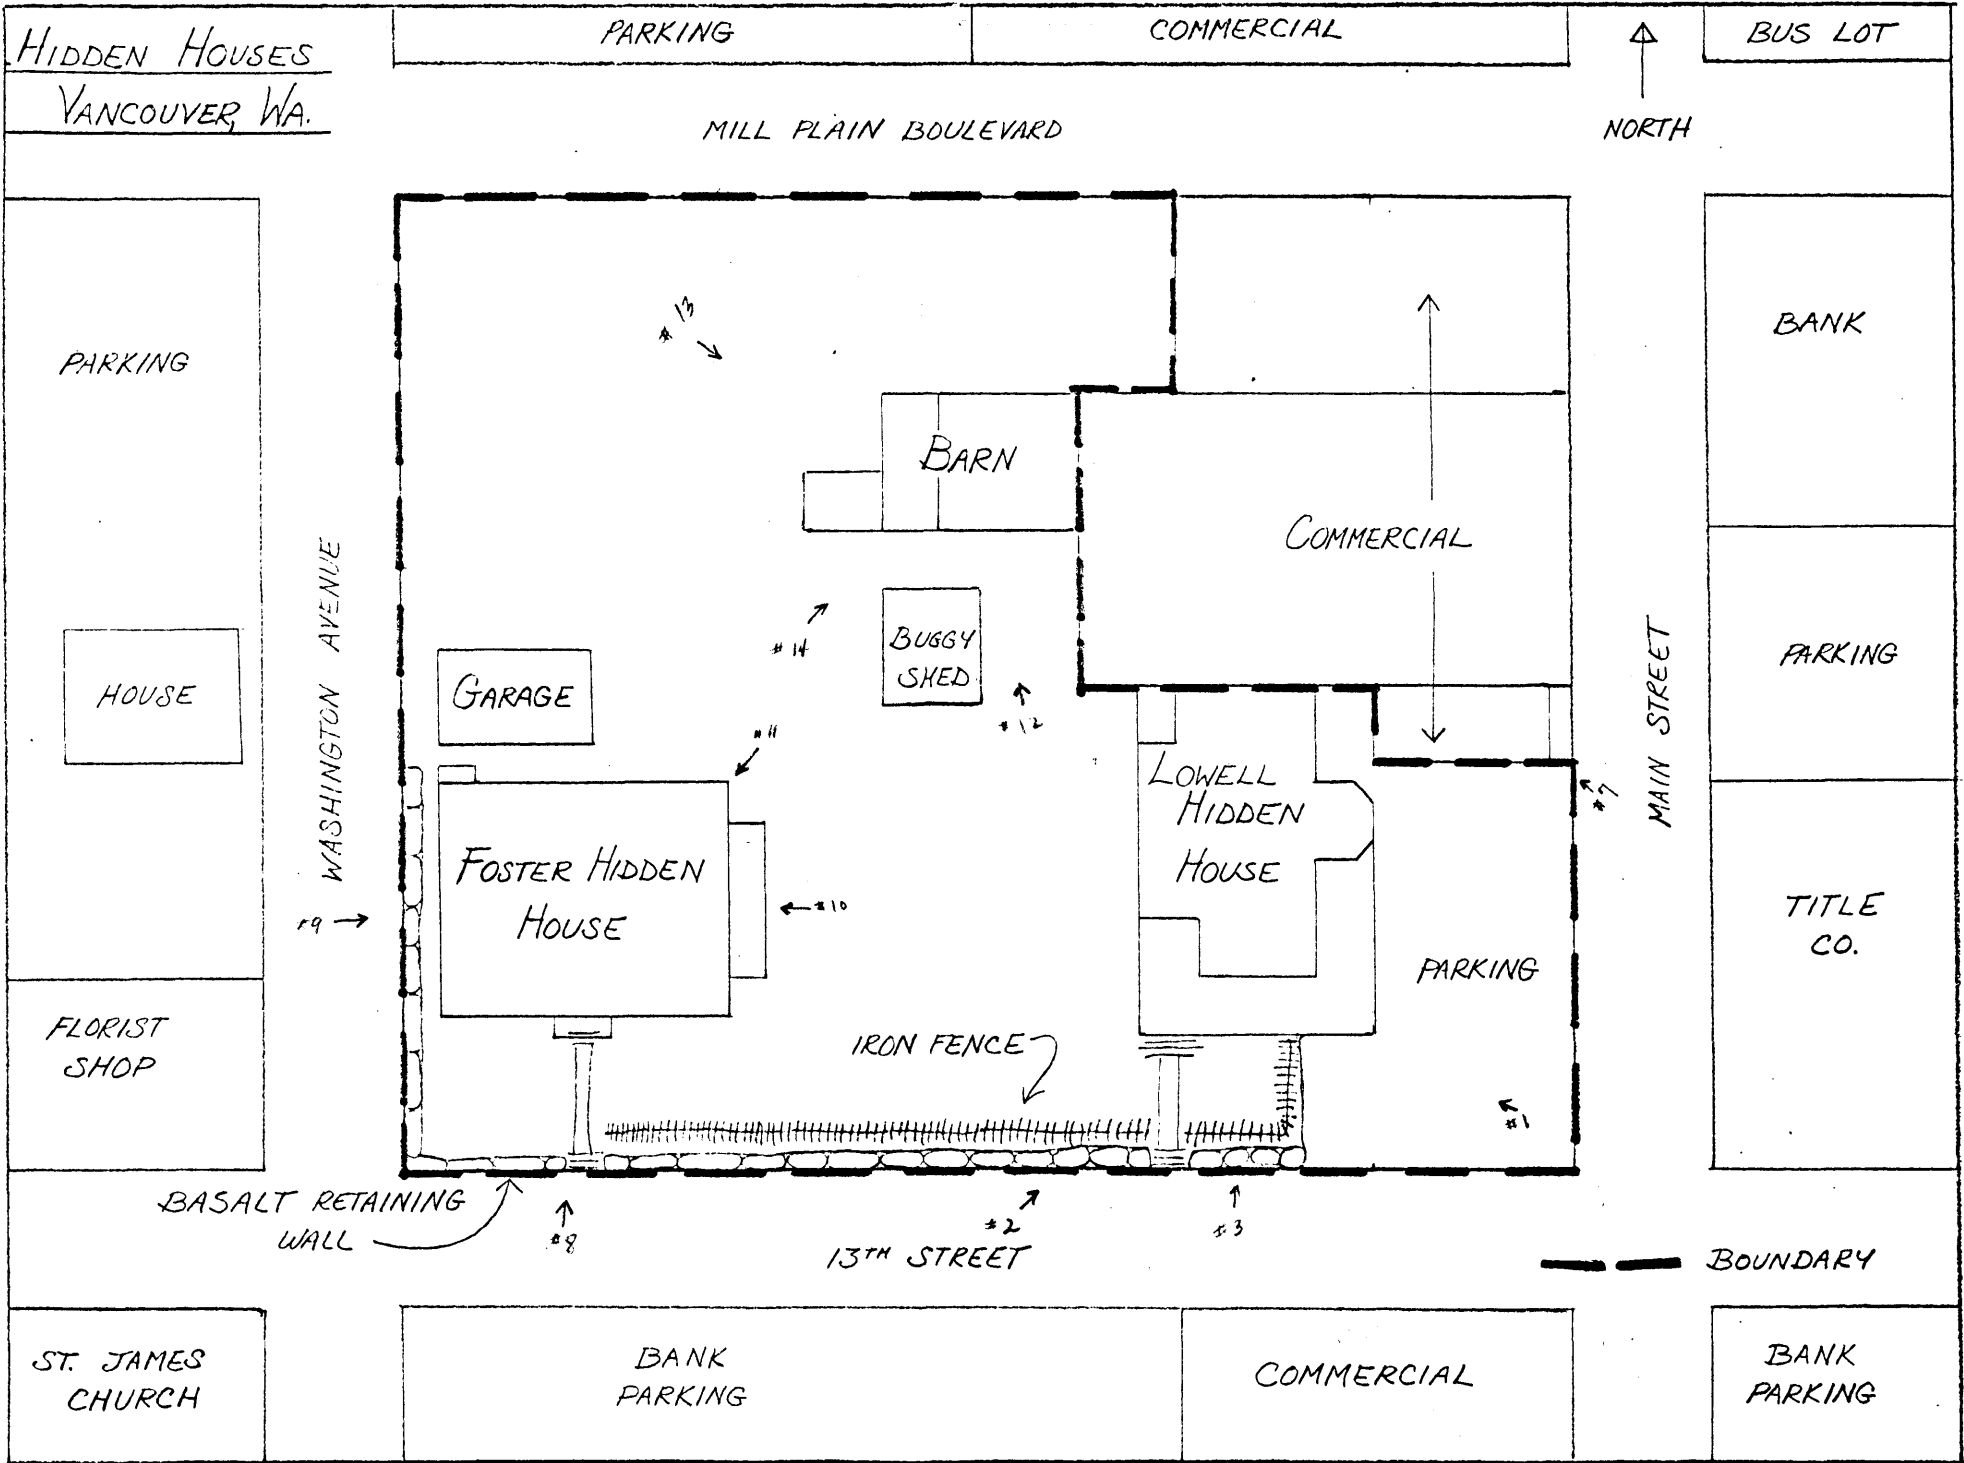 HIDDEN HOUSES
VANCOUVER, WA.
PARKING
COMMERCIAL
BUS LOT
NORTH
MILL PLAIN BOULEVARD
PARKING
#13
BANK
BARN
COMMERCIAL
WASHINGTON AVENUE
HOUSE
GARAGE
#14
BUGGY
SHED
#12
#11
PARKING
MAIN STREET
#7
LOWELL
HIDDEN
HOUSE
FOSTER HIDDEN
HOUSE
#9
#10
PARKING
TITLE
CO.
FLORIST
SHOP
IRON FENCE
#1
BASALT RETAINING
WALL
#8
#2
#3
13TH STREET
BOUNDARY
ST. JAMES
CHURCH
BANK
PARKING
COMMERCIAL
BANK
PARKING